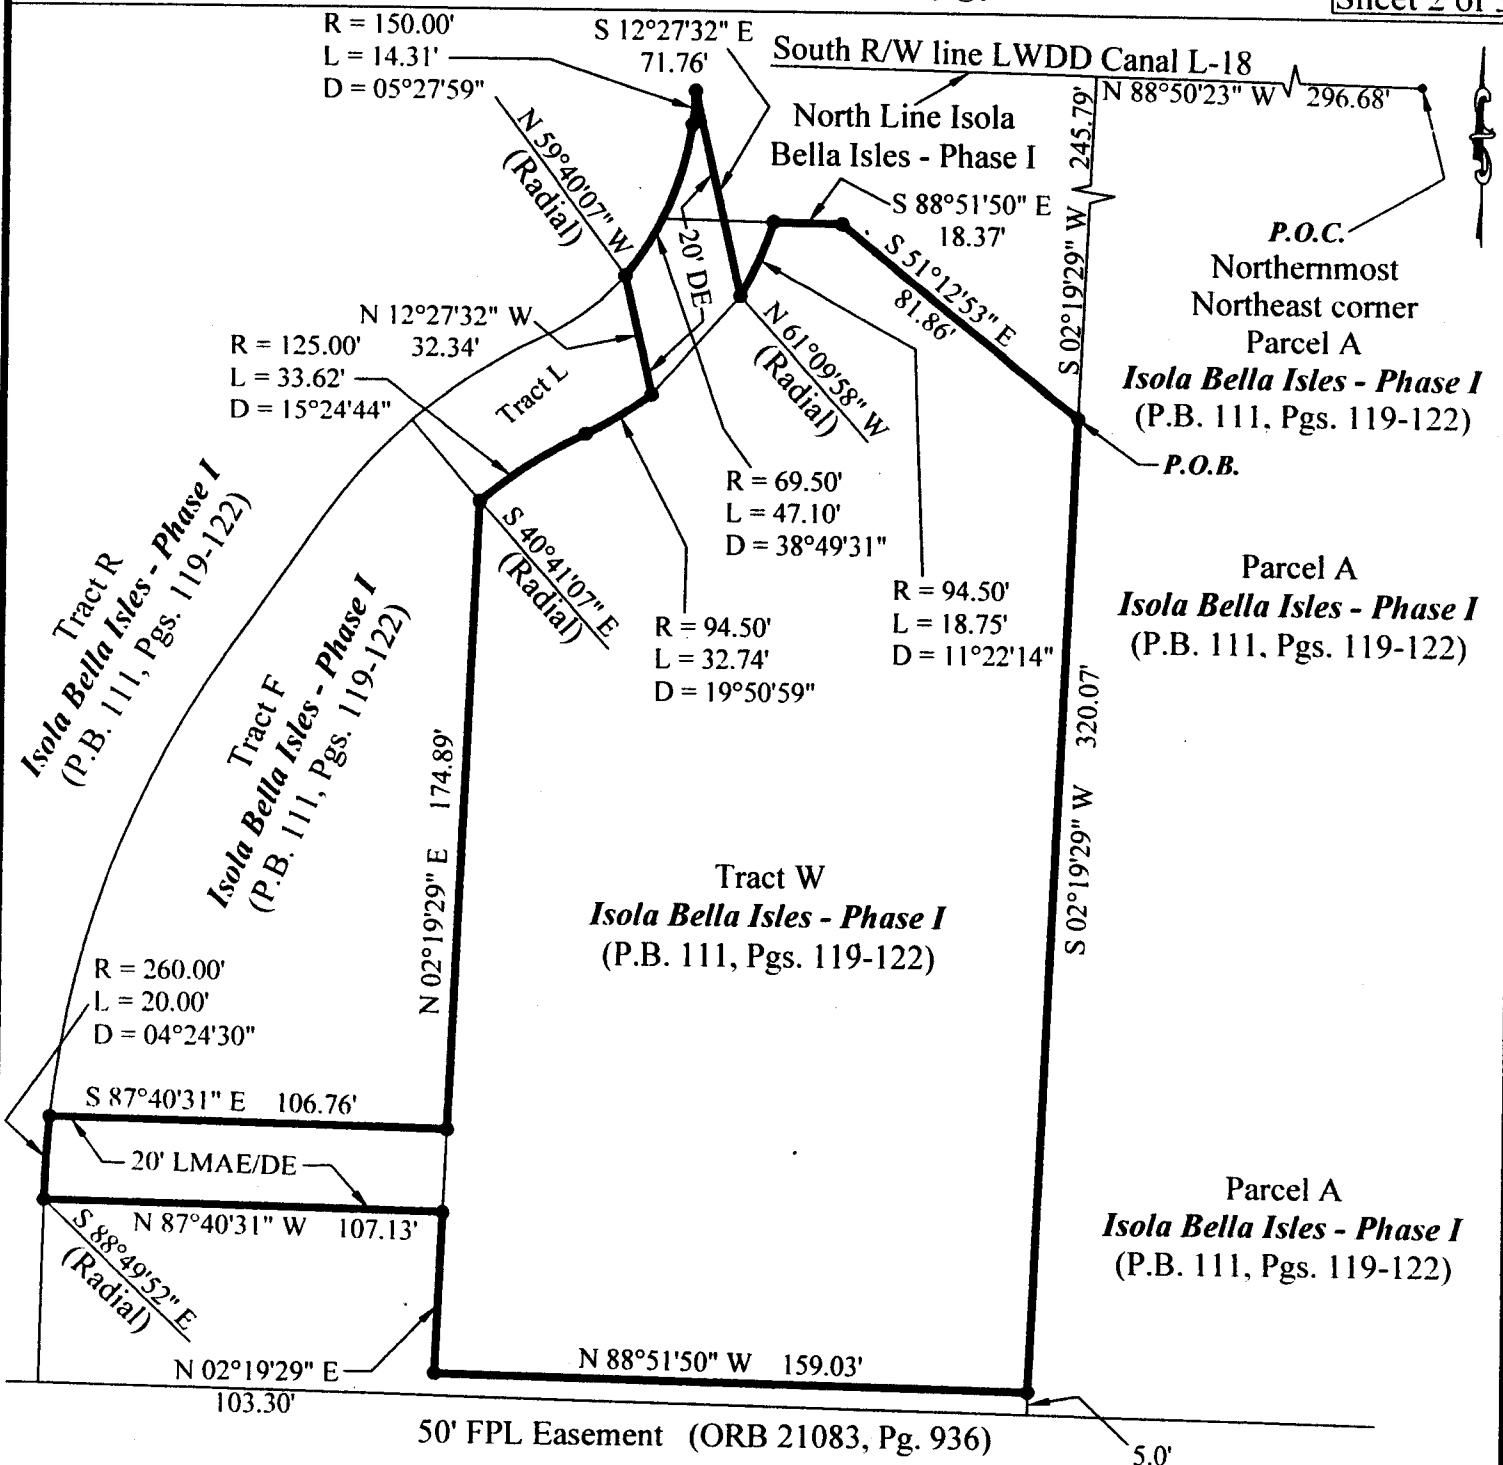 Sheet 2 of
R = 150.00'
L = 14.31'
D = 05°27'59"
S 12°27'32" E
71.76'
South R/W line LWDD Canal L-18
N 88°50'23" W 296.68'
North Line Isola
Bella Isles - Phase I
S 02°19'29" W 245.79'
N 59°40'07" W
(Radial)
20' DE
S 88°51'50" E
18.37'
S 51°12'53" E
81.86'
P.O.C.
Northernmost
Northeast corner
Parcel A
Isola Bella Isles - Phase I
(P.B. 111, Pgs. 119-122)
P.O.B.
N 12°27'32" W
32.34'
R = 125.00'
L = 33.62'
D = 15°24'44"
Tract L
N 61°09'58" W
(Radial)
R = 69.50'
L = 47.10'
D = 38°49'31"
S 40°41'07" E
(Radial)
R = 94.50'
L = 32.74'
D = 19°50'59"
R = 94.50'
L = 18.75'
D = 11°22'14"
Parcel A
Isola Bella Isles - Phase I
(P.B. 111, Pgs. 119-122)
Tract R
Isola Bella Isles - Phase I
(P.B. 111, Pgs. 119-122)
Tract F
Isola Bella Isles - Phase I
(P.B. 111, Pgs. 119-122)
N 02°19'29" E 174.89'
S 02°19'29" W 320.07'
Tract W
Isola Bella Isles - Phase I
(P.B. 111, Pgs. 119-122)
R = 260.00'
L = 20.00'
D = 04°24'30"
S 87°40'31" E 106.76'
20' LMAE/DE
N 87°40'31" W 107.13'
S 88°49'52" E
(Radial)
Parcel A
Isola Bella Isles - Phase I
(P.B. 111, Pgs. 119-122)
N 02°19'29" E
103.30'
N 88°51'50" W 159.03'
50' FPL Easement (ORB 21083, Pg. 936)
5.0'